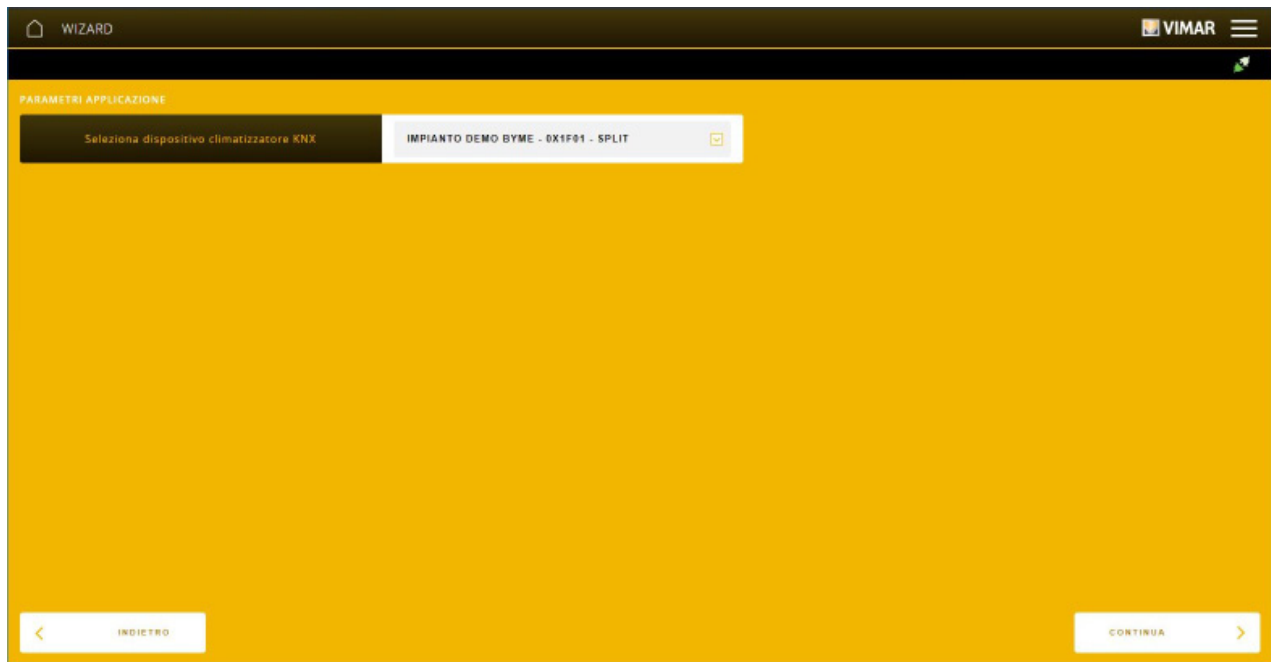 WIZARD
VIMAR
PARAMETRI APPLICAZIONE
Seleziona dispositivo climatizzatore KNX
IMPIANTO DEMO BYME - 0X1F01 - SPLIT
INDIETRO
CONTINUA